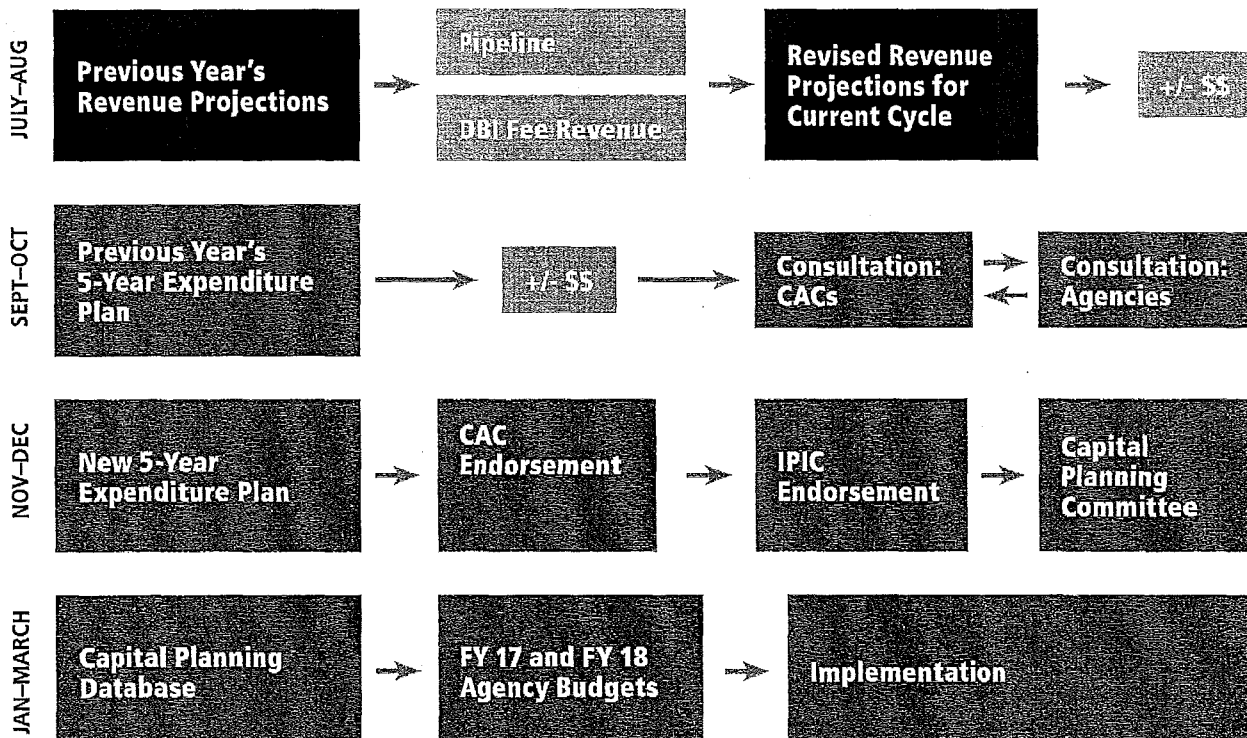 JULY–AUG
Previous Year's
Revenue Projections
Pipeline
DBI Fee Revenue
Revised Revenue
Projections for
Current Cycle
+/- $$
SEPT–OCT
Previous Year's
5-Year Expenditure
Plan
+/- $$
Consultation:
CACs
Consultation:
Agencies
NOV–DEC
New 5-Year
Expenditure Plan
CAC
Endorsement
IPIC
Endorsement
Capital
Planning
Committee
JAN–MARCH
Capital Planning
Database
FY 17 and FY 18
Agency Budgets
Implementation